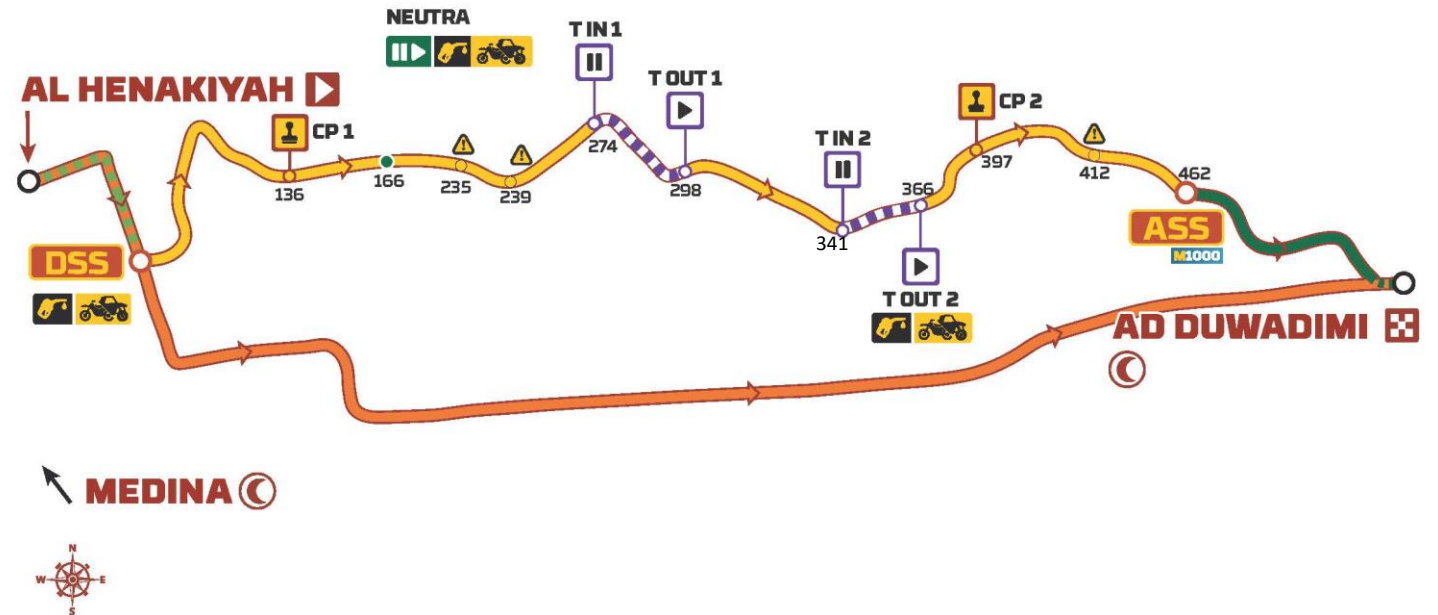 NEUTRA
T IN 1
T OUT 1
AL HENAKIYAH
CP 1
CP 2
T IN 2
136
166
235
239
274
298
341
366
397
412
462
DSS
ASS
M1000
T OUT 2
AD DUWADIMI
MEDINA
N
W
E
S